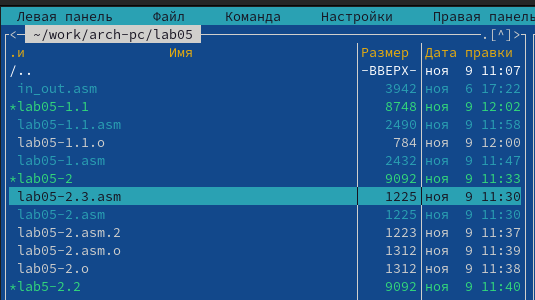 Левая панель Файл Команда Настройки Правая панель
<─ ~/work/arch-pc/lab05 .[^]>
.и Имя Размер Дата правки
/.. -ВВЕРХ- ноя 9 11:07
in_out.asm 3942 ноя 6 17:22
*lab05-1.1 8748 ноя 9 12:02
lab05-1.1.asm 2490 ноя 9 11:58
lab05-1.1.o 784 ноя 9 12:00
lab05-1.asm 2432 ноя 9 11:47
*lab05-2 9092 ноя 9 11:33
lab05-2.3.asm 1225 ноя 9 11:30
lab05-2.asm 1225 ноя 9 11:30
lab05-2.asm.2 1223 ноя 9 11:37
lab05-2.asm.o 1312 ноя 9 11:39
lab05-2.o 1312 ноя 9 11:38
*lab5-2.2 9092 ноя 9 11:40